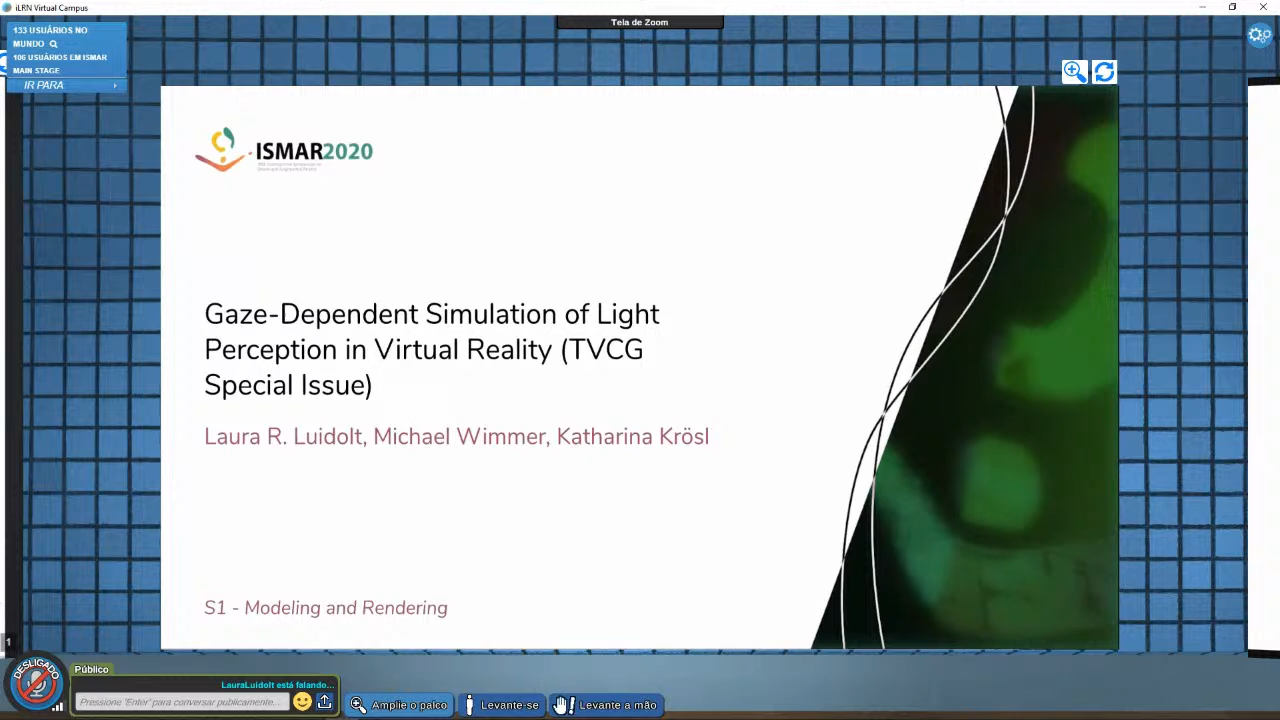 iLRN Virtual Campus
Tela de Zoom
133 USUÁRIOS NO
MUNDO
106 USUÁRIOS EM ISMAR
MAIN STAGE
IR PARA
ISMAR2020
Gaze-Dependent Simulation of Light
Perception in Virtual Reality (TVCG
Special Issue)
Laura R. Luidolt, Michael Wimmer, Katharina Krösl
S1 - Modeling and Rendering
1
DESLIGADO
Público
LauraLuidolt está falando...
Pressione 'Enter' para conversar publicamente...
Amplie o palco
Levante-se
Levante a mão